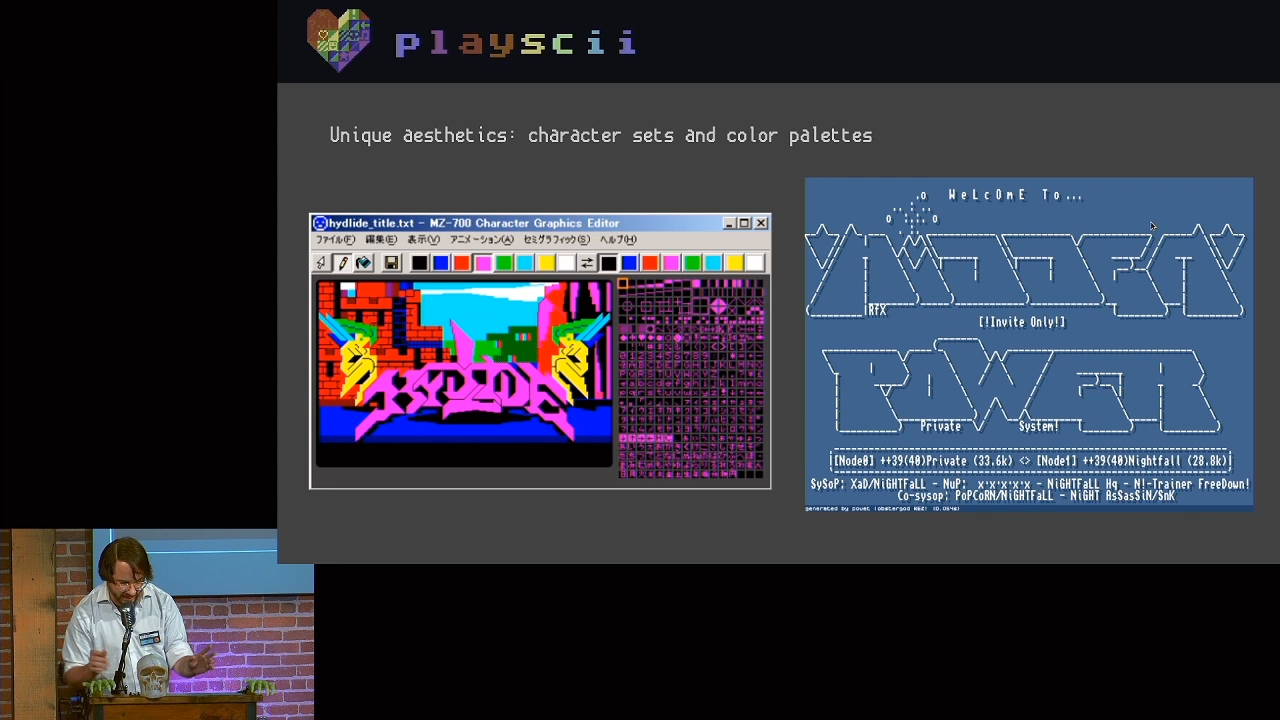 playscii
Unique aesthetics: character sets and color palettes
hydlide_title.txt - MZ-700 Character Graphics Editor
ファイル(F) 編集(E) 表示(V) アニメーション(A) セミグラフィック(S) ヘルプ(H)
HYDLIDE
WeLcOmE To...
RfX
[!Invite Only!]
POWER
Private System!
[Node0] ++39(40)Private (33.6k) <> [Node1] ++39(40)Nightfall (28.8k)
SySoP: XaD/NiGHTFaLL - NuP: x'x'x'x'x - NiGHTFaLL Hq - N!-Trainer FreeDown!
Co-sysop: PoPCoRN/NiGHTFaLL - NiGHT AsSasSiN/SnK